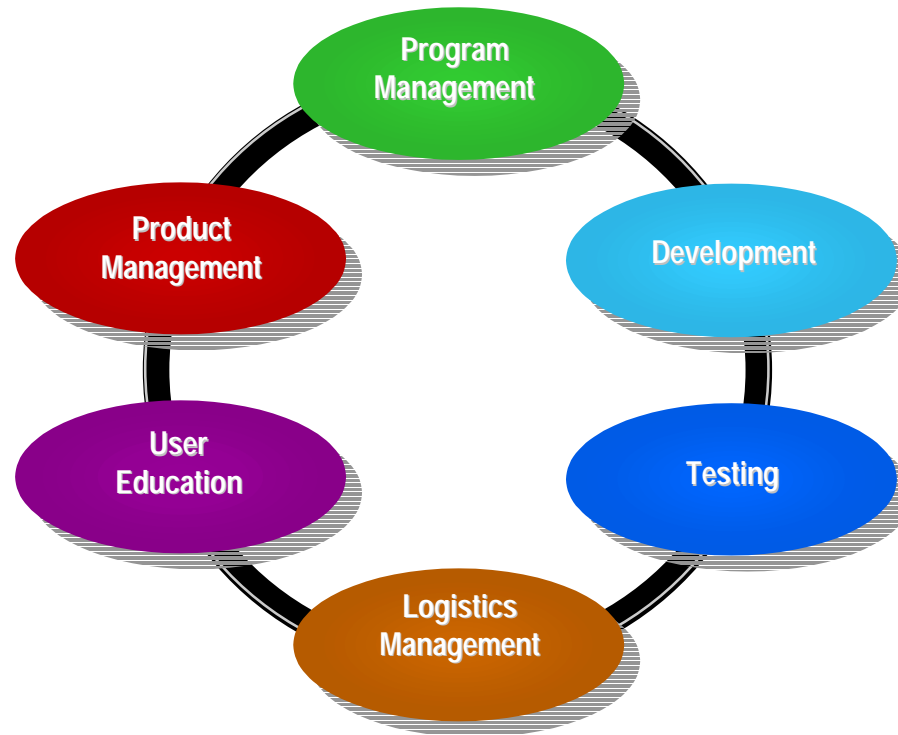 Program
Management
Product
Management
Development
User
Education
Testing
Logistics
Management